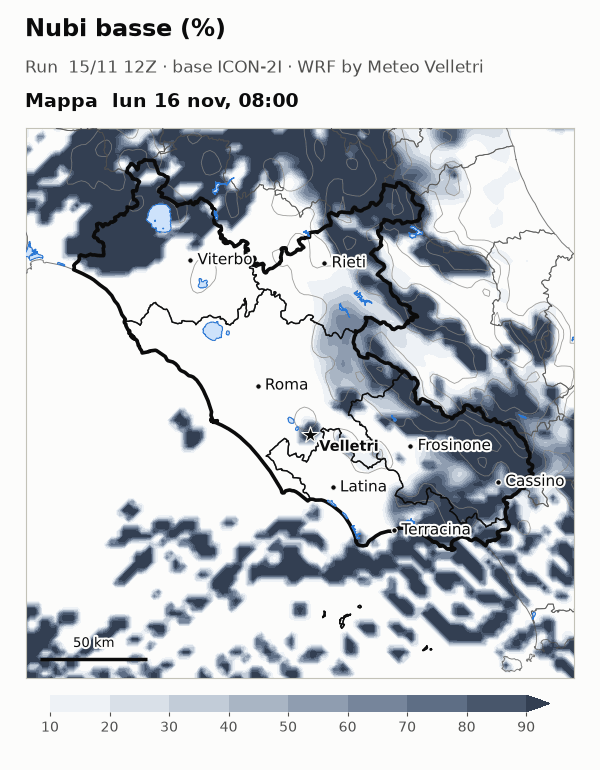 Nubi basse (%)
Run 15/11 12Z · base ICON-2I · WRF by Meteo Velletri
Mappa lun 16 nov, 08:00
Viterbo
Rieti
Roma
Velletri
Frosinone
Cassino
Latina
Terracina
50 km
10 20 30 40 50 60 70 80 90